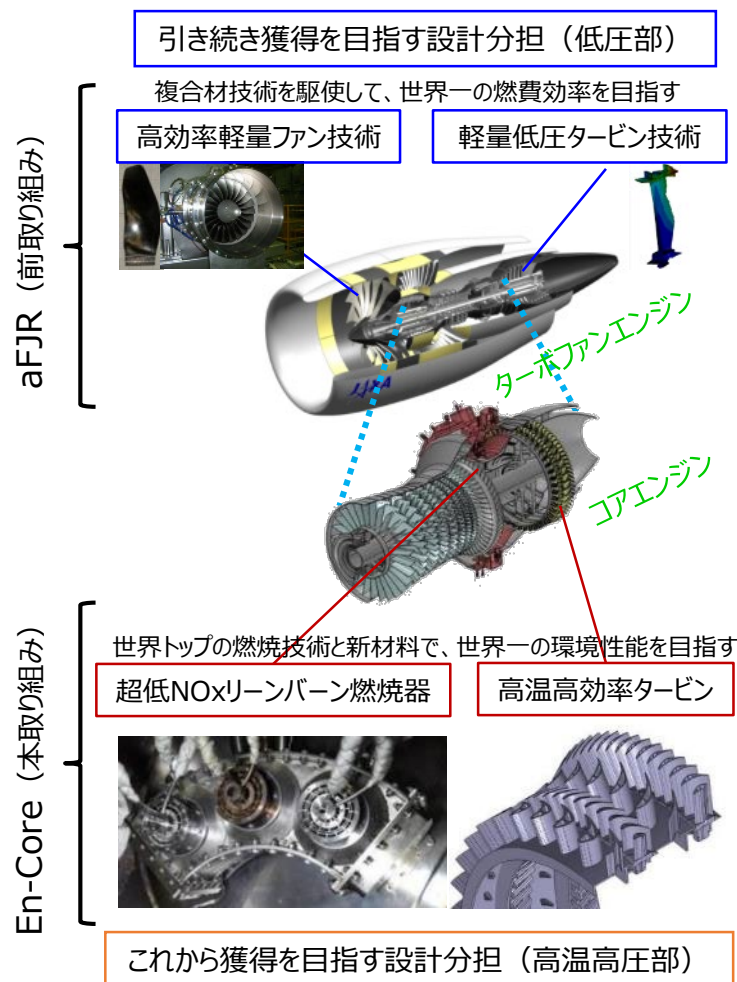 引き続き獲得を目指す設計分担（低圧部）
複合材技術を駆使して、世界一の燃費効率を目指す
高効率軽量ファン技術
軽量低圧タービン技術
aFJR（前取り組み）
ターボファンエンジン
コアエンジン
世界トップの燃焼技術と新材料で、世界一の環境性能を目指す
超低NOxリーンバーン燃焼器
高温高効率タービン
En-Core（本取り組み）
これから獲得を目指す設計分担（高温高圧部）